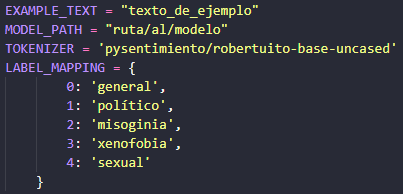 EXAMPLE_TEXT = "texto_de_ejemplo"
MODEL_PATH = "ruta/al/modelo"
TOKENIZER = 'pysentimiento/robertuito-base-uncased'
LABEL_MAPPING = {
0: 'general',
1: 'político',
2: 'misoginia',
3: 'xenofobia',
4: 'sexual'
}